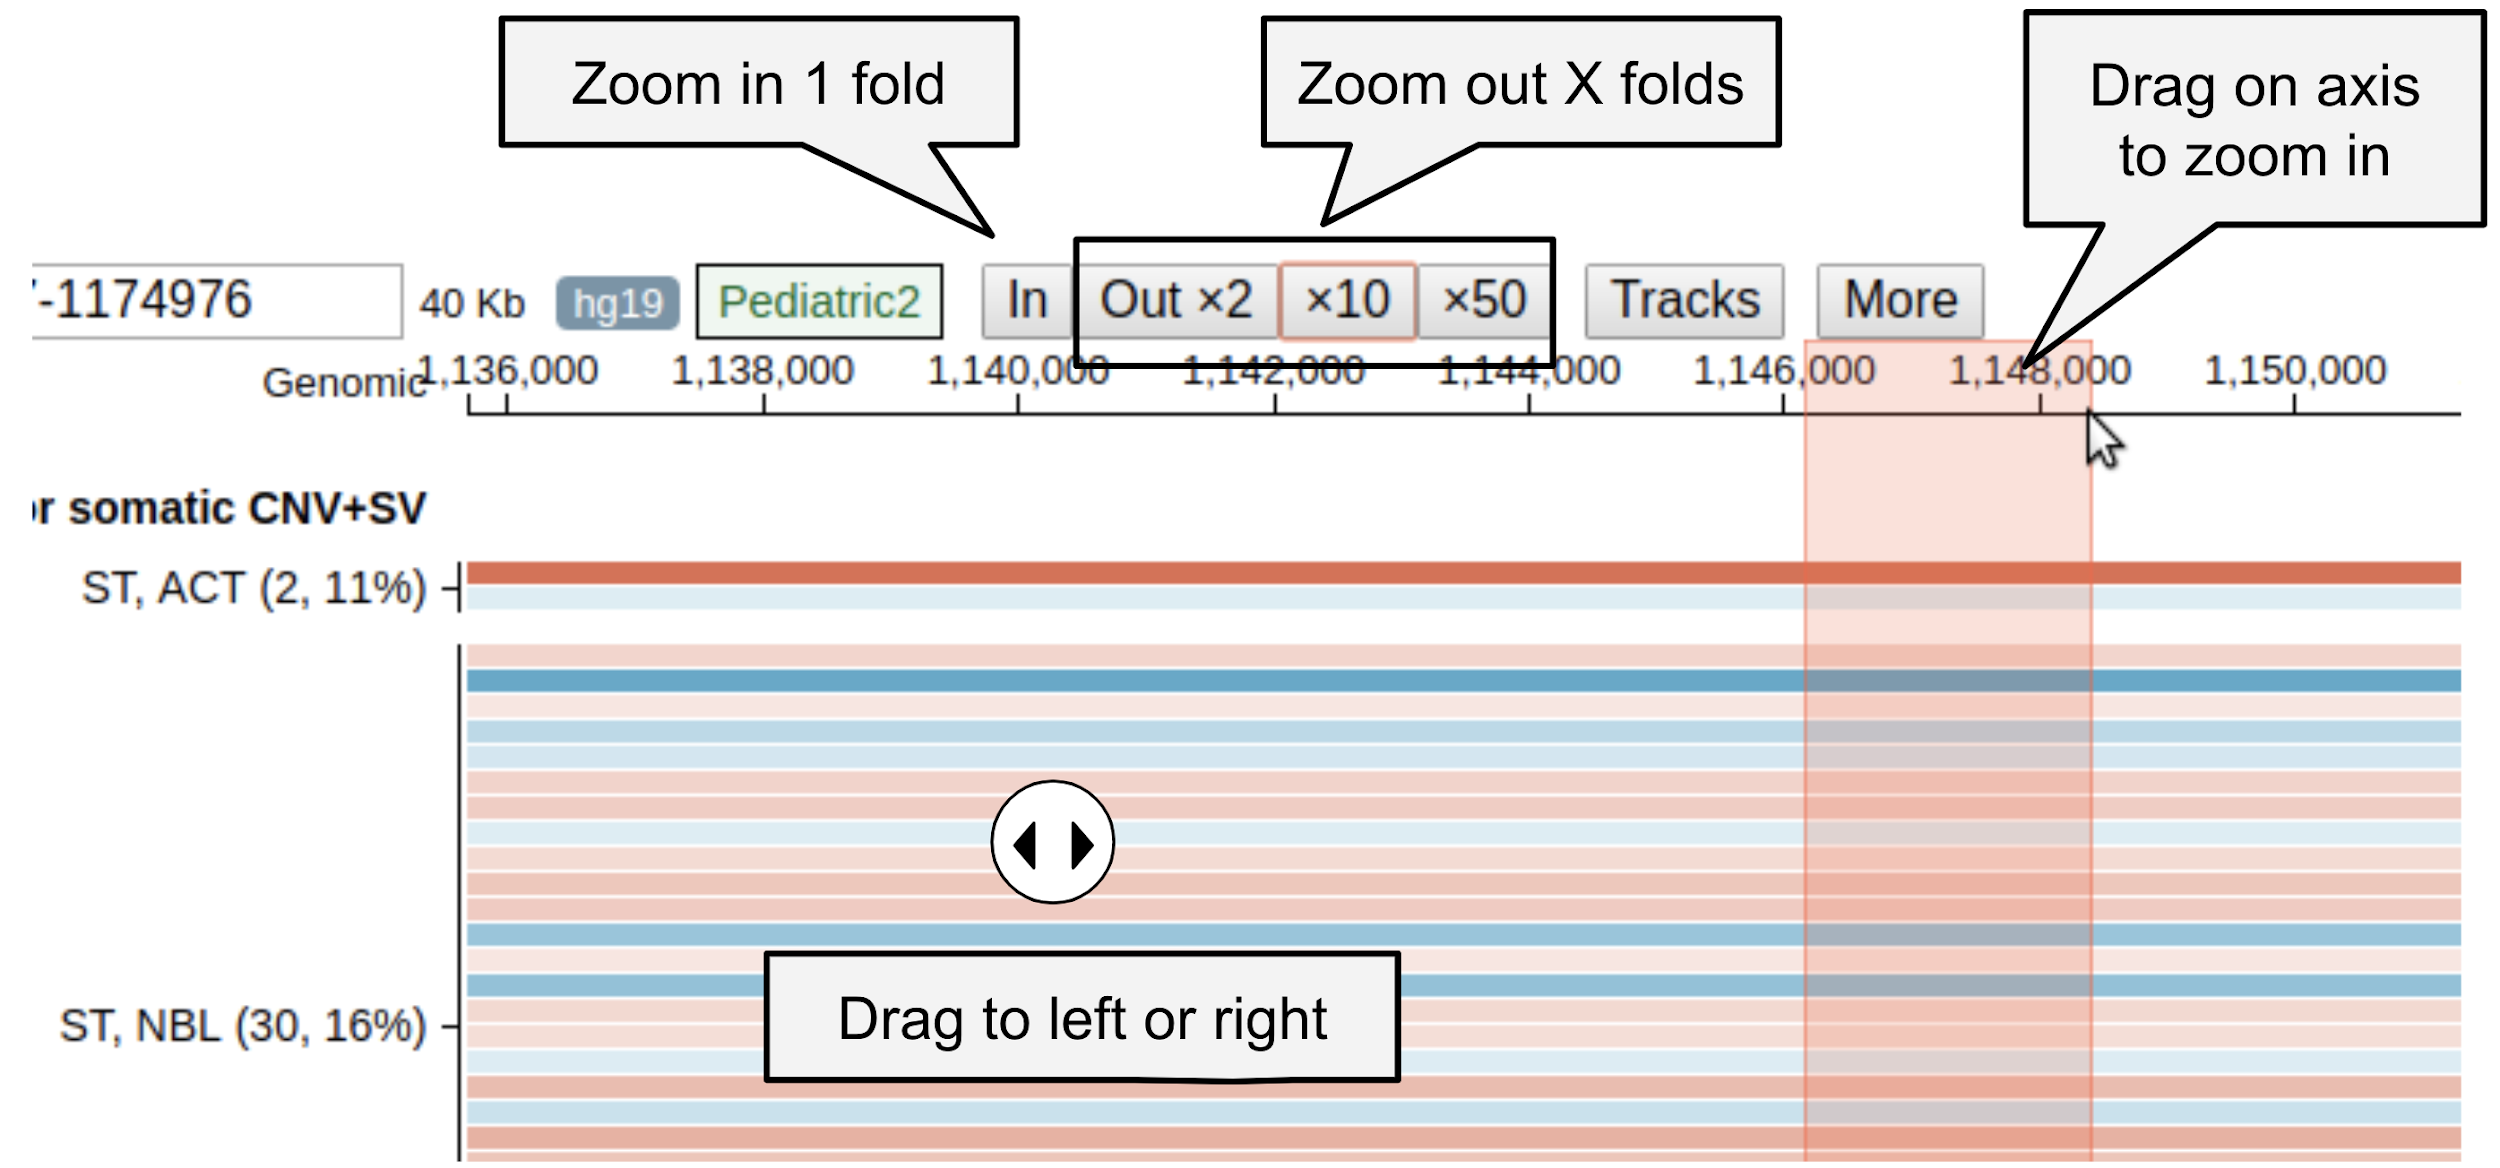 Zoom in 1 fold
Zoom out X folds
Drag on axis
to zoom in
-1174976 40 Kb hg19 Pediatric2 In Out ×2 ×10 ×50 Tracks More
Genomic 1,136,000 1,138,000 1,140,000 1,142,000 1,144,000 1,146,000 1,148,000 1,150,000
r somatic CNV+SV
ST, ACT (2, 11%)
Drag to left or right
ST, NBL (30, 16%)